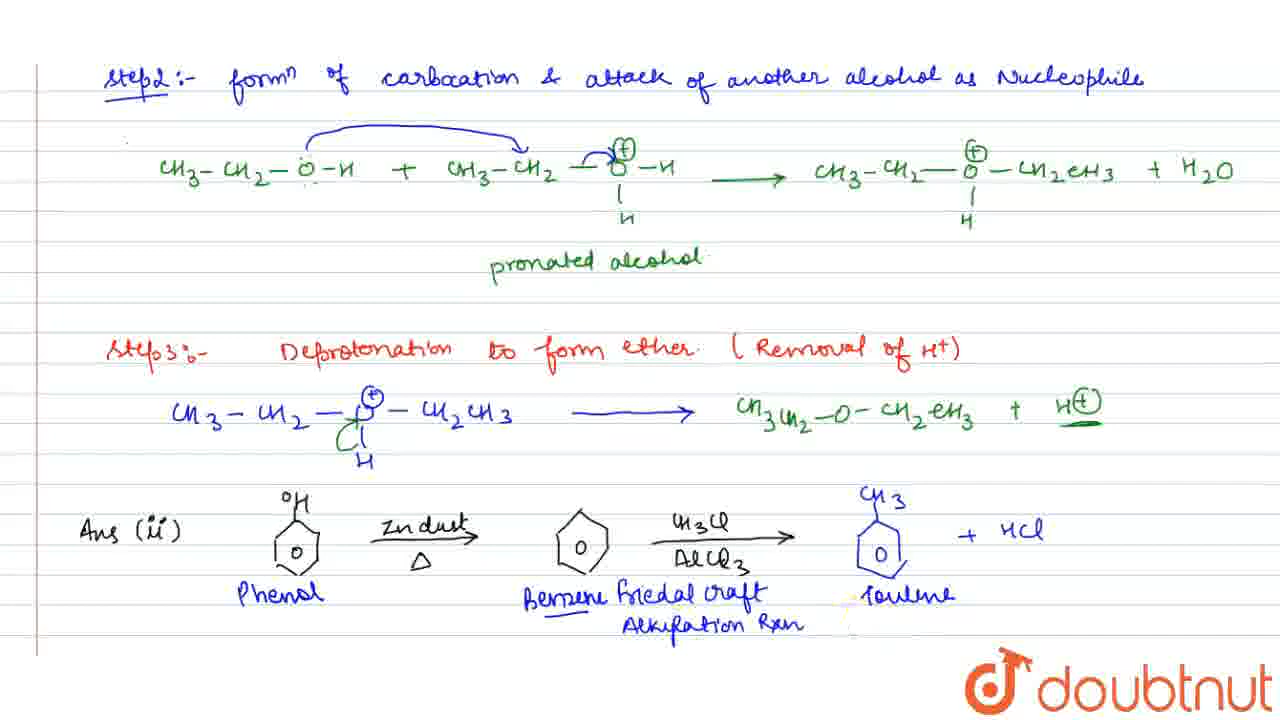 Step2:- formⁿ of carbocation & attack of another alcohol as Nucleophile
CH₃-CH₂-O-H + CH₃-CH₂-O⊕-H → CH₃-CH₂-O⊕-CH₂CH₃ + H₂O
H H
pronated alcohol
Step3:- Deprotonation to form ether. (Removal of H⁺)
CH₃-CH₂-O⊕-CH₂CH₃ → CH₃CH₂-O-CH₂CH₃ + H⊕
H
OH CH₃
Ans (ii) Zn dust CH₃Cl + HCl
Δ AlCl₃
Phenol Benzene Friedal Craft Toulene
Alkylation Rxn
doubtnut